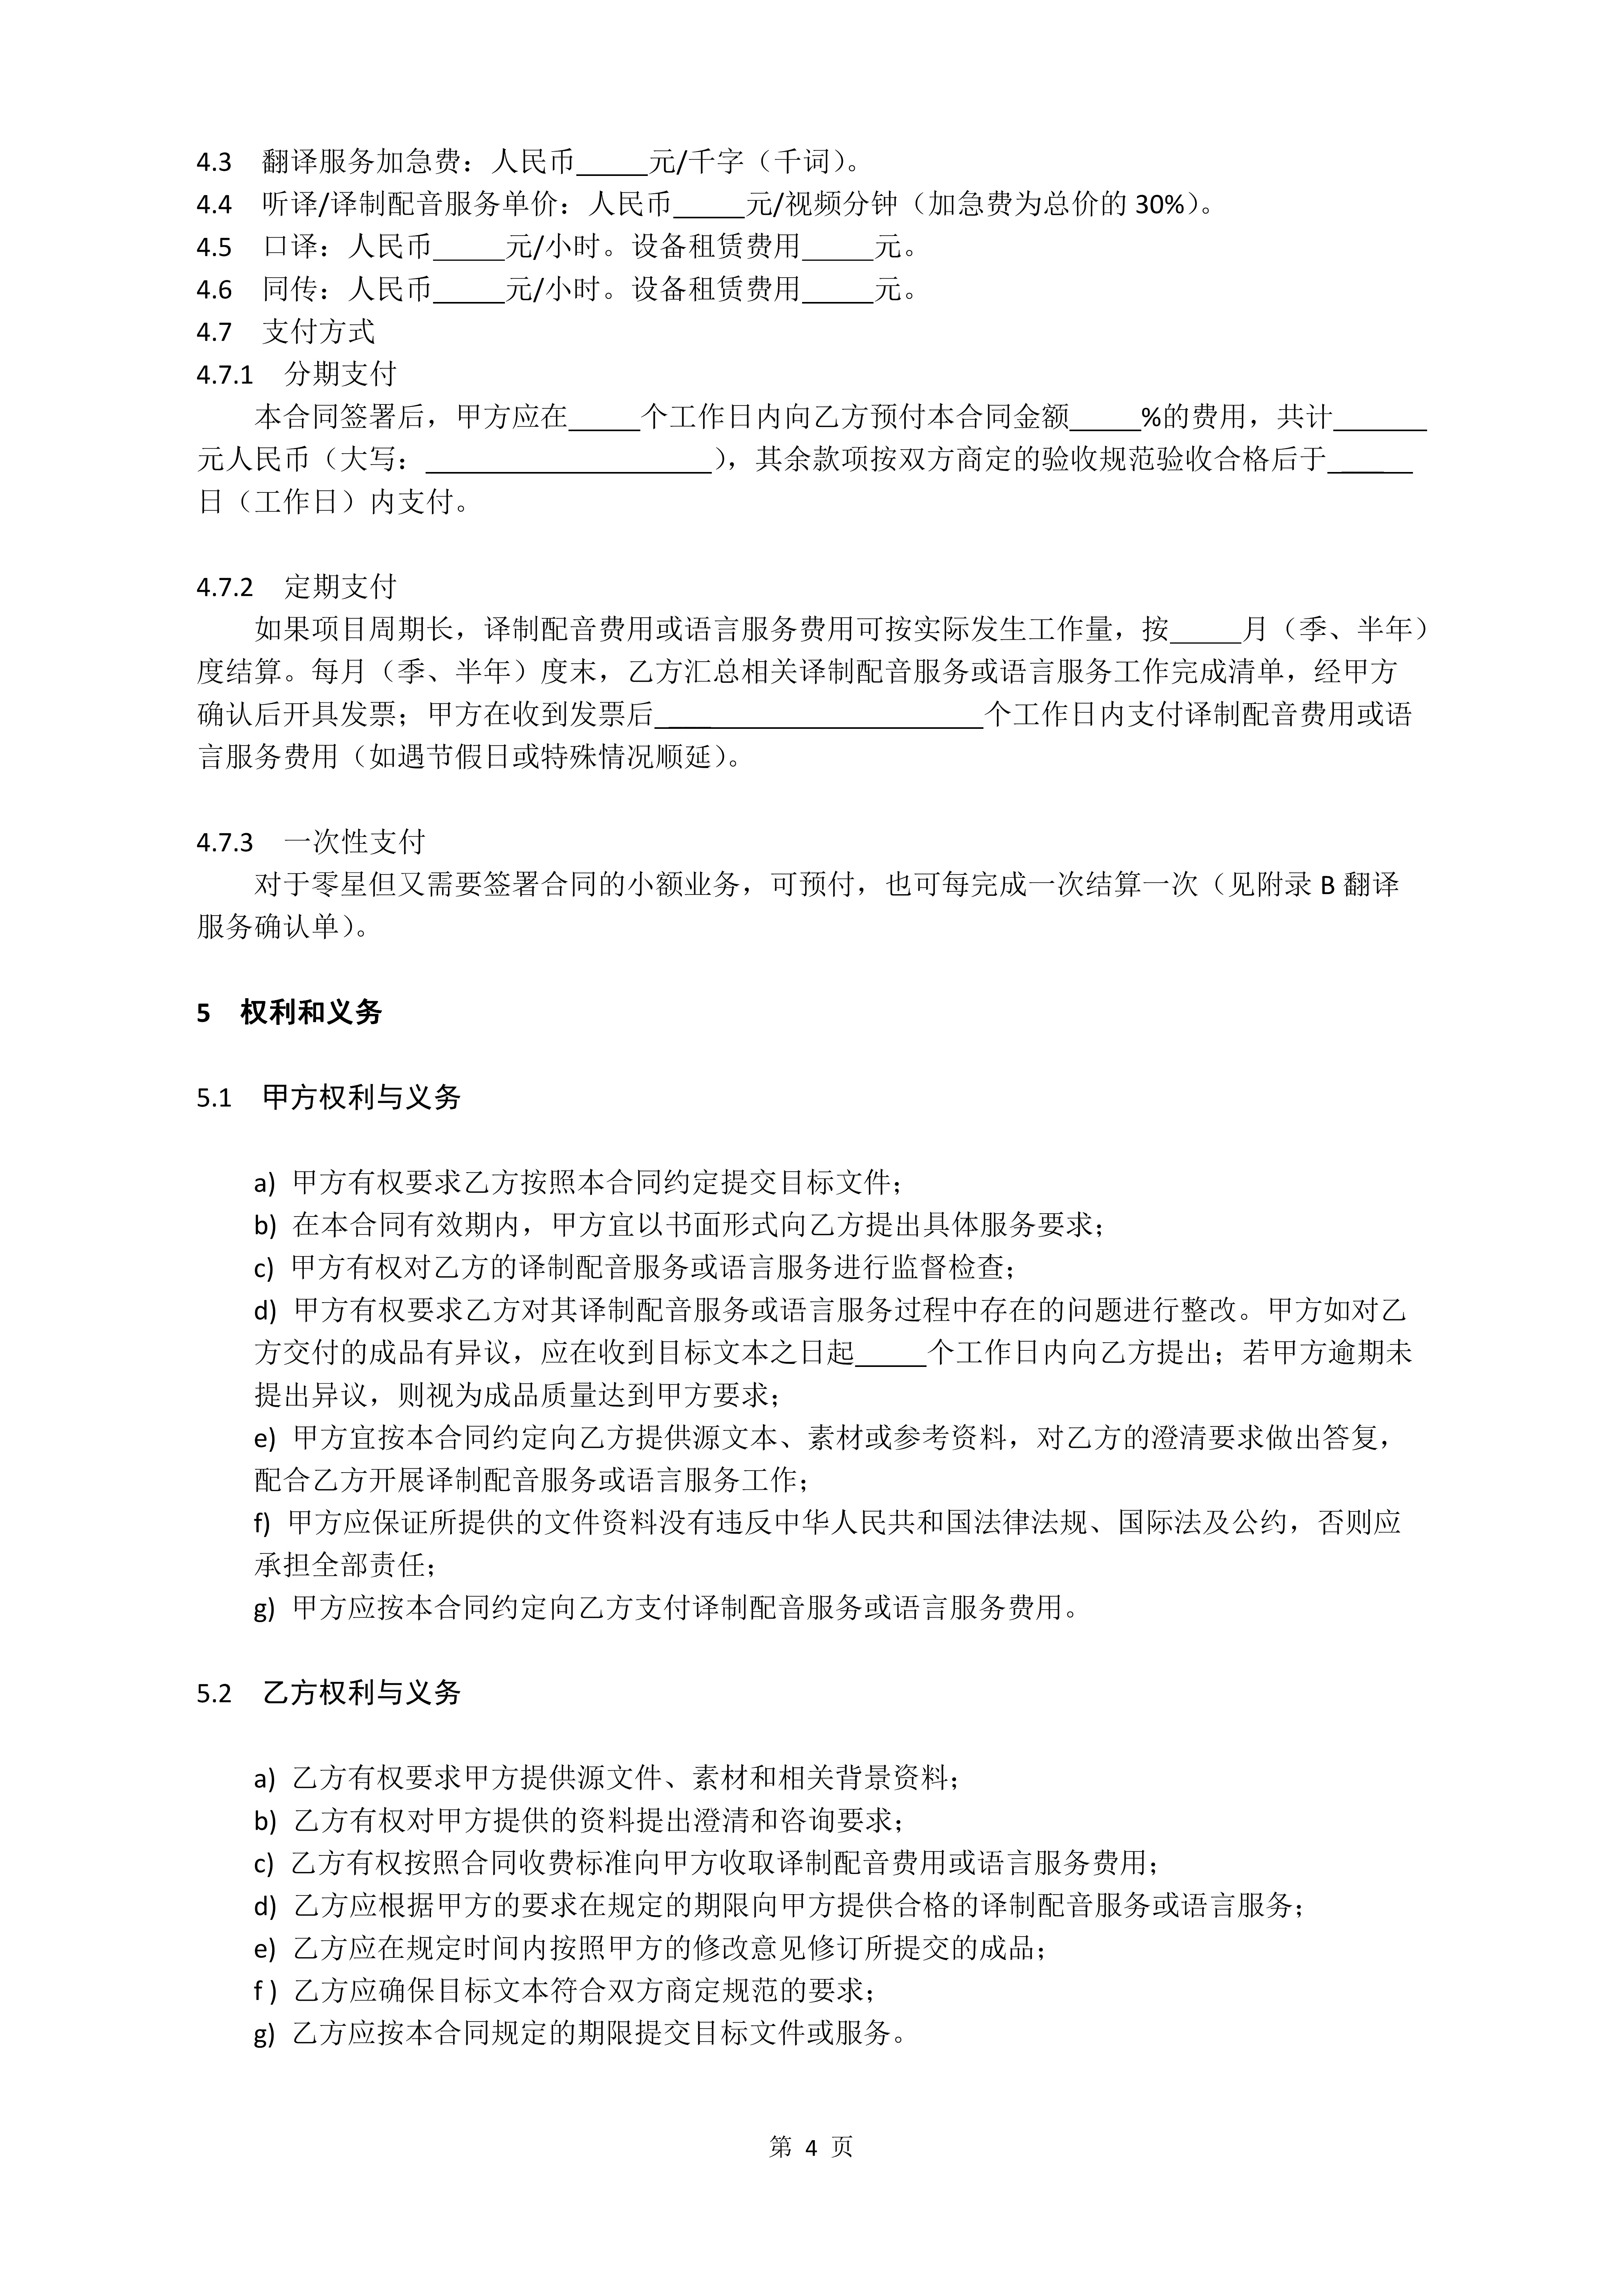 4.3 翻译服务加急费：人民币_____元/千字（千词）。
4.4 听译/译制配音服务单价：人民币_____元/视频分钟（加急费为总价的 30%）。
4.5 口译：人民币_____元/小时。设备租赁费用_____元。
4.6 同传：人民币_____元/小时。设备租赁费用_____元。
4.7 支付方式
4.7.1 分期支付
本合同签署后，甲方应在_____个工作日内向乙方预付本合同金额_____%的费用，共计______
元人民币（大写：____________________），其余款项按双方商定的验收规范验收合格后于______
日（工作日）内支付。
4.7.2 定期支付
如果项目周期长，译制配音费用或语言服务费用可按实际发生工作量，按_____月（季、半年）
度结算。每月（季、半年）度末，乙方汇总相关译制配音服务或语言服务工作完成清单，经甲方
确认后开具发票；甲方在收到发票后_______________________个工作日内支付译制配音费用或语
言服务费用（如遇节假日或特殊情况顺延）。
4.7.3 一次性支付
对于零星但又需要签署合同的小额业务，可预付，也可每完成一次结算一次（见附录 B 翻译
服务确认单）。
5 权利和义务
5.1 甲方权利与义务
a) 甲方有权要求乙方按照本合同约定提交目标文件；
b) 在本合同有效期内，甲方宜以书面形式向乙方提出具体服务要求；
c) 甲方有权对乙方的译制配音服务或语言服务进行监督检查；
d) 甲方有权要求乙方对其译制配音服务或语言服务过程中存在的问题进行整改。甲方如对乙
方交付的成品有异议，应在收到目标文本之日起_____个工作日内向乙方提出；若甲方逾期未
提出异议，则视为成品质量达到甲方要求；
e) 甲方宜按本合同约定向乙方提供源文本、素材或参考资料，对乙方的澄清要求做出答复，
配合乙方开展译制配音服务或语言服务工作；
f) 甲方应保证所提供的文件资料没有违反中华人民共和国法律法规、国际法及公约，否则应
承担全部责任；
g) 甲方应按本合同约定向乙方支付译制配音服务或语言服务费用。
5.2 乙方权利与义务
a) 乙方有权要求甲方提供源文件、素材和相关背景资料；
b) 乙方有权对甲方提供的资料提出澄清和咨询要求；
c) 乙方有权按照合同收费标准向甲方收取译制配音费用或语言服务费用；
d) 乙方应根据甲方的要求在规定的期限向甲方提供合格的译制配音服务或语言服务；
e) 乙方应在规定时间内按照甲方的修改意见修订所提交的成品；
f ) 乙方应确保目标文本符合双方商定规范的要求；
g) 乙方应按本合同规定的期限提交目标文件或服务。
第 4 页